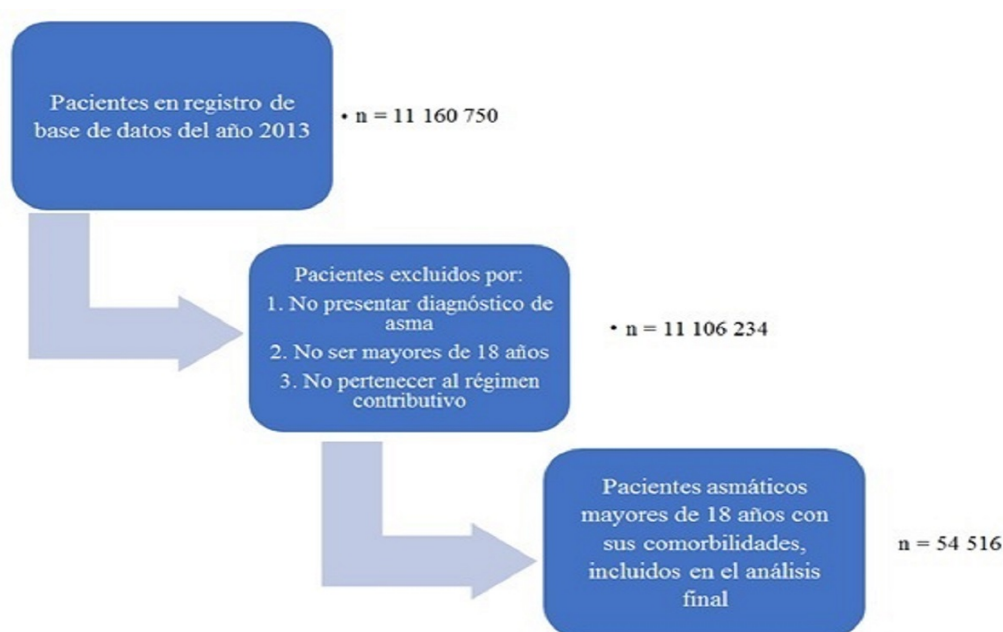 Pacientes en registro de
base de datos del año 2013
• n = 11 160 750
Pacientes excluidos por:
1. No presentar diagnóstico de
asma
2. No ser mayores de 18 años
3. No pertenecer al régimen
contributivo
• n = 11 106 234
Pacientes asmáticos
mayores de 18 años con
sus comorbilidades,
incluidos en el análisis
final
n = 54 516